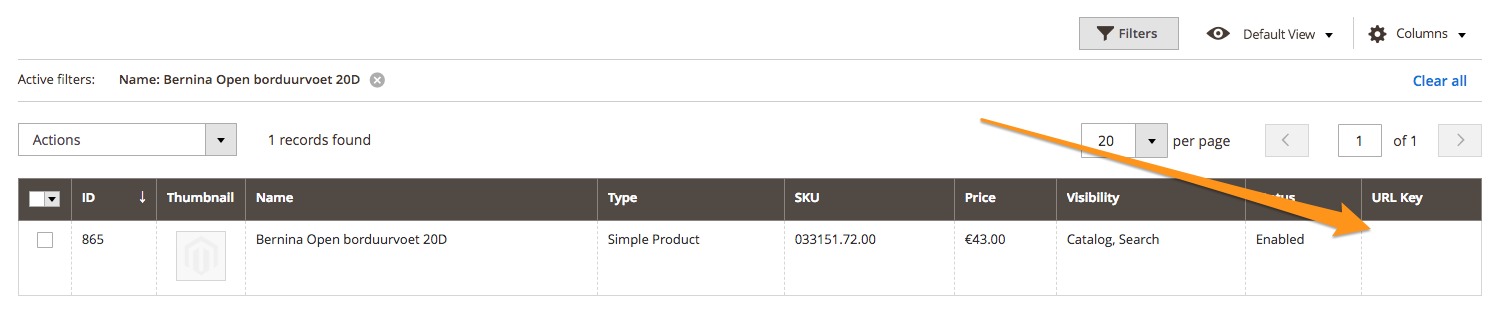 Filters Default View Columns
Active filters: Name: Bernina Open borduurvoet 20D Clear all
Actions 1 records found 20 per page 1 of 1
ID Thumbnail Name Type SKU Price Visibility URL Key
865 Bernina Open borduurvoet 20D Simple Product 033151.72.00 €43.00 Catalog, Search Enabled